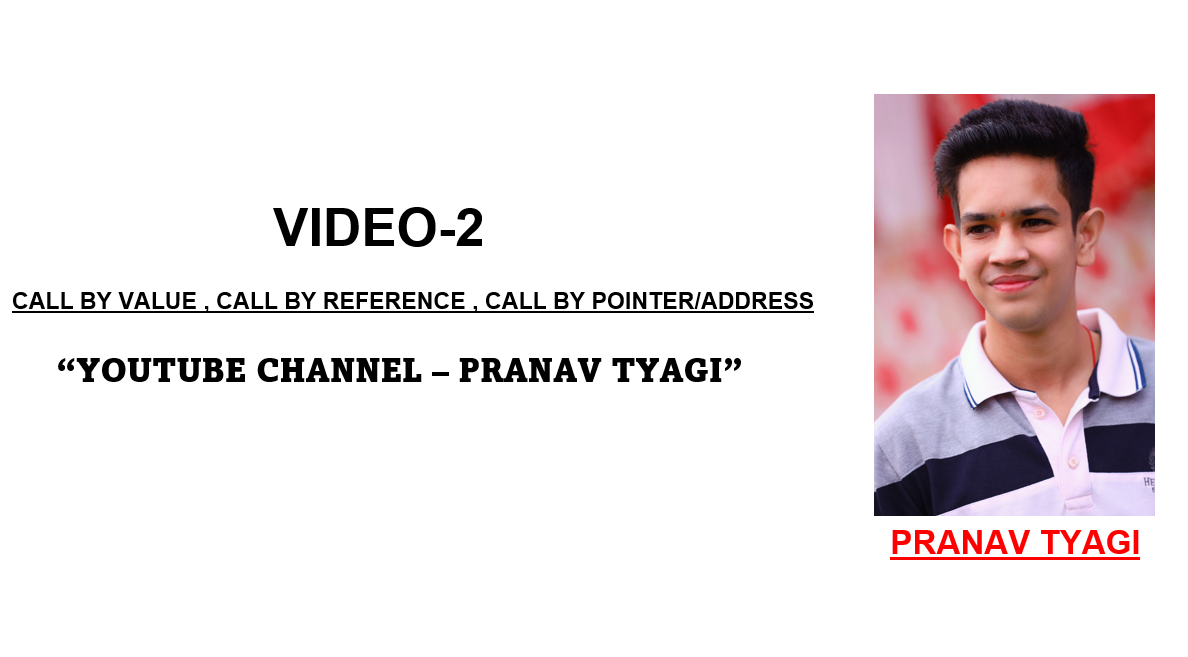 VIDEO-2
CALL BY VALUE , CALL BY REFERENCE , CALL BY POINTER/ADDRESS
“YOUTUBE CHANNEL – PRANAV TYAGI”
PRANAV TYAGI